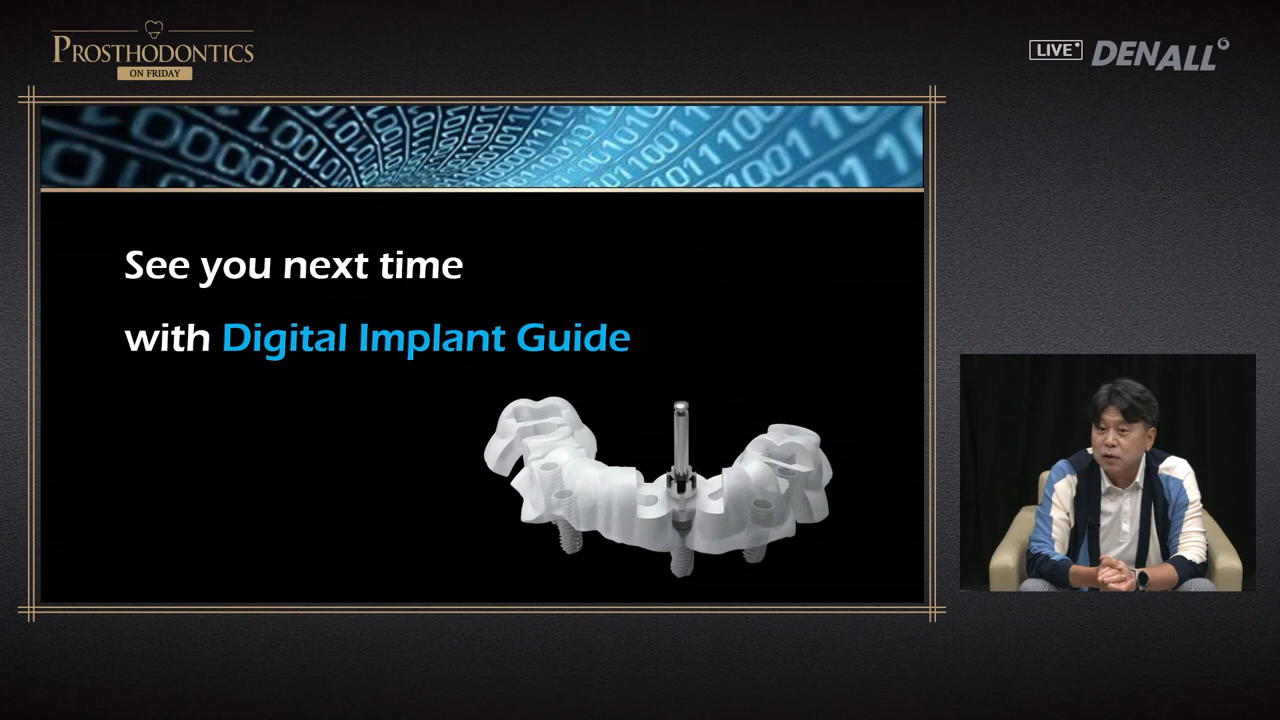 PROSTHODONTICS
ON FRIDAY
LIVE
DENALL
See you next time
with Digital Implant Guide